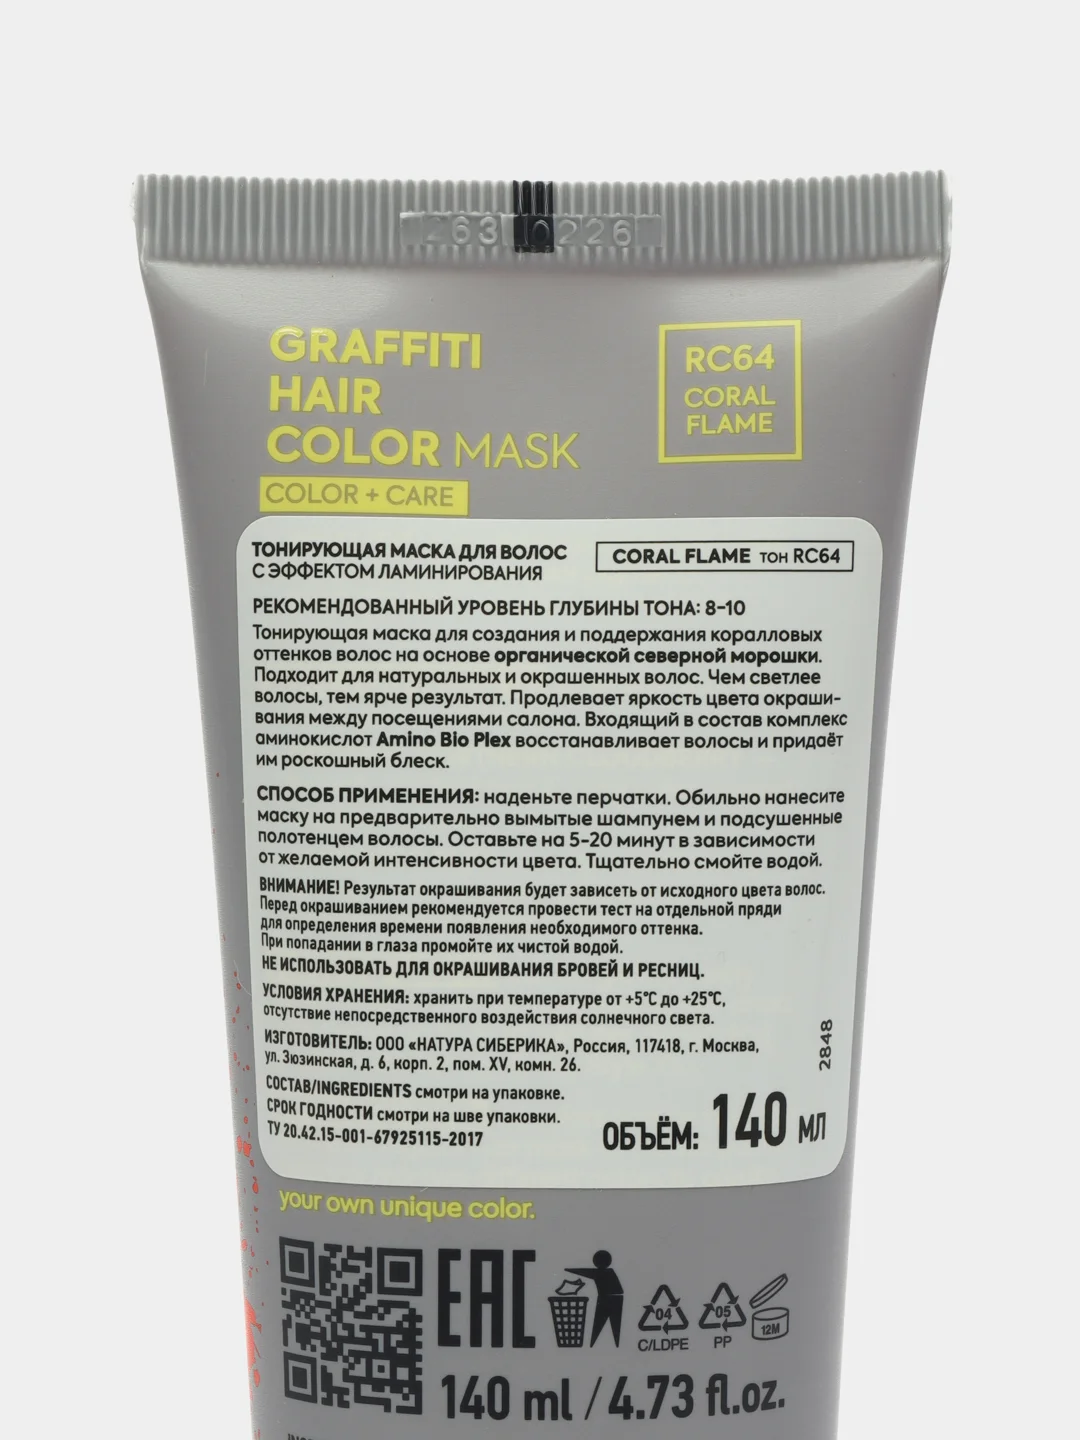 263 0226
GRAFFITI
HAIR
COLOR MASK
COLOR + CARE
RC64
CORAL
FLAME
ТОНИРУЮЩАЯ МАСКА ДЛЯ ВОЛОС
С ЭФФЕКТОМ ЛАМИНИРОВАНИЯ
CORAL FLAME ТОН RC64
РЕКОМЕНДОВАННЫЙ УРОВЕНЬ ГЛУБИНЫ ТОНА: 8-10
Тонирующая маска для создания и поддержания коралловых
оттенков волос на основе органической северной морошки.
Подходит для натуральных и окрашенных волос. Чем светлее
волосы, тем ярче результат. Продлевает яркость цвета окраши-
вания между посещениями салона. Входящий в состав комплекс
аминокислот Amino Bio Plex восстанавливает волосы и придаёт
им роскошный блеск.
СПОСОБ ПРИМЕНЕНИЯ: наденьте перчатки. Обильно нанесите
маску на предварительно вымытые шампунем и подсушенные
полотенцем волосы. Оставьте на 5-20 минут в зависимости
от желаемой интенсивности цвета. Тщательно смойте водой.
ВНИМАНИЕ! Результат окрашивания будет зависеть от исходного цвета волос.
Перед окрашиванием рекомендуется провести тест на отдельной пряди
для определения времени появления необходимого оттенка.
При попадании в глаза промойте их чистой водой.
НЕ ИСПОЛЬЗОВАТЬ ДЛЯ ОКРАШИВАНИЯ БРОВЕЙ И РЕСНИЦ.
УСЛОВИЯ ХРАНЕНИЯ: хранить при температуре от +5°С до +25°С,
отсутствие непосредственного воздействия солнечного света.
ИЗГОТОВИТЕЛЬ: ООО «НАТУРА СИБЕРИКА», Россия, 117418, г. Москва,
ул. Зюзинская, д. 6, корп. 2, пом. XV, комн. 26.
2848
СОСТАВ/INGREDIENTS смотри на упаковке.
СРОК ГОДНОСТИ смотри на шве упаковки.
ТУ 20.42.15-001-67925115-2017
ОБЪЁМ: 140 мл
your own unique color.
EAC
04
C/LDPE
05
PP
12M
140 ml / 4.73 fl.oz.